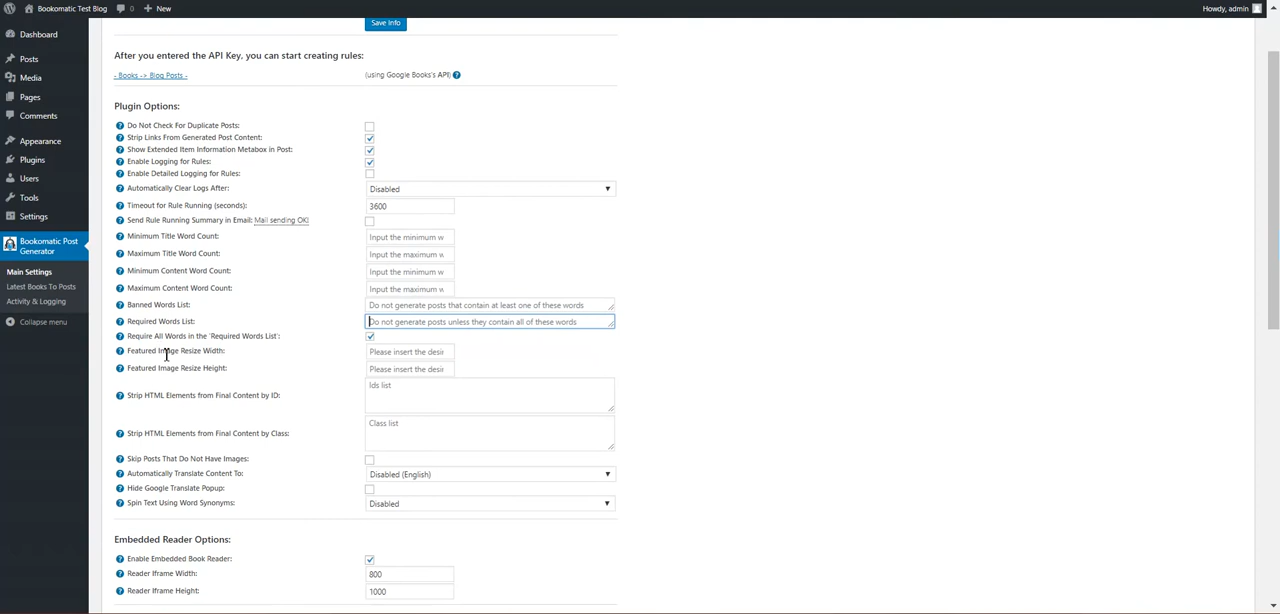 Bookomatic Test Blog 0 + New Howdy, admin
Dashboard
Posts
Media
Pages
Comments
Appearance
Plugins
Users
Tools
Settings
Bookomatic Post
Generator
Main Settings
Latest Books To Posts
Activity & Logging
Collapse menu
Save Info
After you entered the API Key, you can start creating rules:
- Books -> Blog Posts - (using Google Books's API)
Plugin Options:
Do Not Check For Duplicate Posts:
Strip Links From Generated Post Content:
Show Extended Item Information Metabox in Post:
Enable Logging for Rules:
Enable Detailed Logging for Rules:
Automatically Clear Logs After: Disabled
Timeout for Rule Running (seconds): 3600
Send Rule Running Summary in Email: Mail sending OK!
Minimum Title Word Count: Input the minimum w
Maximum Title Word Count: Input the maximum w
Minimum Content Word Count: Input the minimum w
Maximum Content Word Count: Input the maximum w
Banned Words List: Do not generate posts that contain at least one of these words
Required Words List: Do not generate posts unless they contain all of these words
Require All Words in the 'Required Words List':
Featured Image Resize Width: Please insert the desir
Featured Image Resize Height: Please insert the desir
Strip HTML Elements from Final Content by ID: Ids list
Strip HTML Elements from Final Content by Class: Class list
Skip Posts That Do Not Have Images:
Automatically Translate Content To: Disabled (English)
Hide Google Translate Popup:
Spin Text Using Word Synonyms: Disabled
Embedded Reader Options:
Enable Embedded Book Reader:
Reader Iframe Width: 800
Reader Iframe Height: 1000